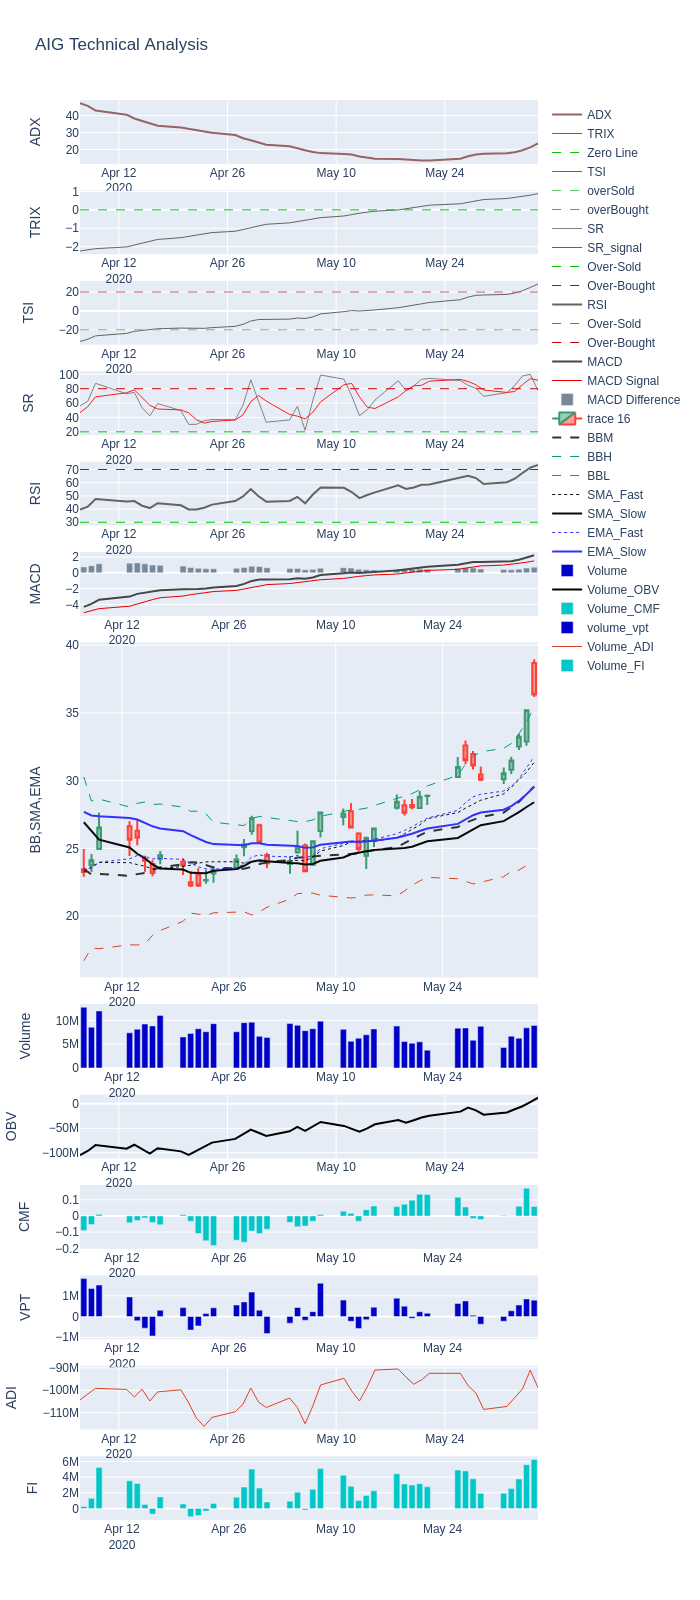 AIG Technical Analysis
ADX
40
30
20
Apr 12
2020
Apr 26
May 10
May 24
TRIX
1
0
−1
−2
Apr 12
2020
Apr 26
May 10
May 24
TSI
20
0
−20
Apr 12
2020
Apr 26
May 10
May 24
SR
100
80
60
40
20
Apr 12
2020
Apr 26
May 10
May 24
RSI
70
60
50
40
30
Apr 12
2020
Apr 26
May 10
May 24
MACD
2
0
−2
−4
Apr 12
2020
Apr 26
May 10
May 24
BB,SMA,EMA
40
35
30
25
20
Apr 12
2020
Apr 26
May 10
May 24
Volume
10M
5M
0
Apr 12
2020
Apr 26
May 10
May 24
OBV
0
−50M
−100M
Apr 12
2020
Apr 26
May 10
May 24
CMF
0.1
0
−0.1
−0.2
Apr 12
2020
Apr 26
May 10
May 24
VPT
1M
0
−1M
Apr 12
2020
Apr 26
May 10
May 24
ADI
−90M
−100M
−110M
Apr 12
2020
Apr 26
May 10
May 24
FI
6M
4M
2M
0
Apr 12
2020
Apr 26
May 10
May 24
ADX
TRIX
Zero Line
TSI
overSold
overBought
SR
SR_signal
Over-Sold
Over-Bought
RSI
Over-Sold
Over-Bought
MACD
MACD Signal
MACD Difference
trace 16
BBM
BBH
BBL
SMA_Fast
SMA_Slow
EMA_Fast
EMA_Slow
Volume
Volume_OBV
Volume_CMF
volume_vpt
Volume_ADI
Volume_FI